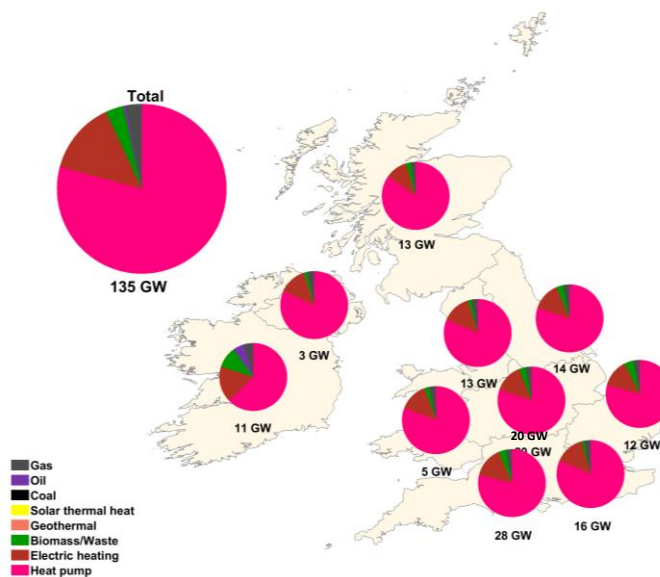 Total
135 GW
13 GW
3 GW
14 GW
13 GW
11 GW
20 GW
12 GW
5 GW
28 GW
16 GW
Gas
Oil
Coal
Solar thermal heat
Geothermal
Biomass/Waste
Electric heating
Heat pump